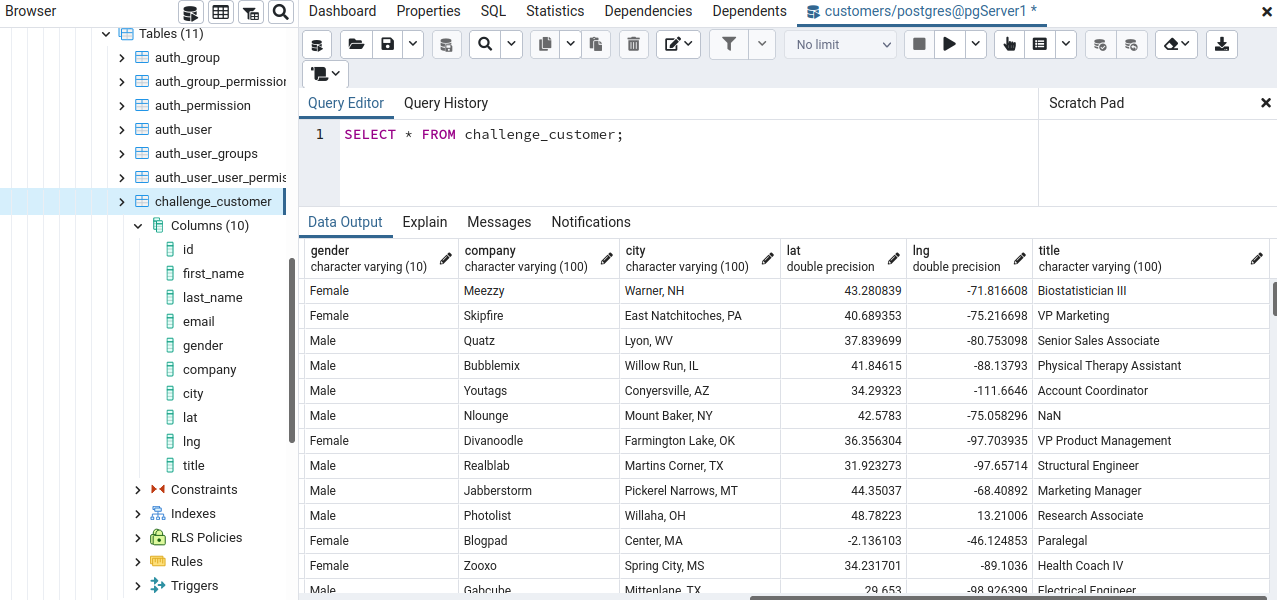 Browser
Dashboard Properties SQL Statistics Dependencies Dependents customers/postgres@pgServer1 *
Tables (11)
auth_group
auth_group_permission
auth_permission
auth_user
auth_user_groups
auth_user_user_permis
challenge_customer
Columns (10)
id
first_name
last_name
email
gender
company
city
lat
lng
title
Constraints
Indexes
RLS Policies
Rules
Triggers
No limit
Query Editor Query History
Scratch Pad
1 SELECT * FROM challenge_customer;
Data Output Explain Messages Notifications
gender company city lat lng title
character varying (10) character varying (100) character varying (100) double precision double precision character varying (100)
Female Meezzy Warner, NH 43.280839 -71.816608 Biostatistician III
Female Skipfire East Natchitoches, PA 40.689353 -75.216698 VP Marketing
Male Quatz Lyon, WV 37.839699 -80.753098 Senior Sales Associate
Male Bubblemix Willow Run, IL 41.84615 -88.13793 Physical Therapy Assistant
Male Youtags Conyersville, AZ 34.29323 -111.6646 Account Coordinator
Male Nlounge Mount Baker, NY 42.5783 -75.058296 NaN
Female Divanoodle Farmington Lake, OK 36.356304 -97.703935 VP Product Management
Male Realblab Martins Corner, TX 31.923273 -97.65714 Structural Engineer
Male Jabberstorm Pickerel Narrows, MT 44.35037 -68.40892 Marketing Manager
Male Photolist Willaha, OH 48.78223 13.21006 Research Associate
Female Blogpad Center, MA -2.136103 -46.124853 Paralegal
Female Zooxo Spring City, MS 34.231701 -89.1036 Health Coach IV
Male Gabcube Mittenlane, TX 29.653 -98.926399 Electrical Engineer